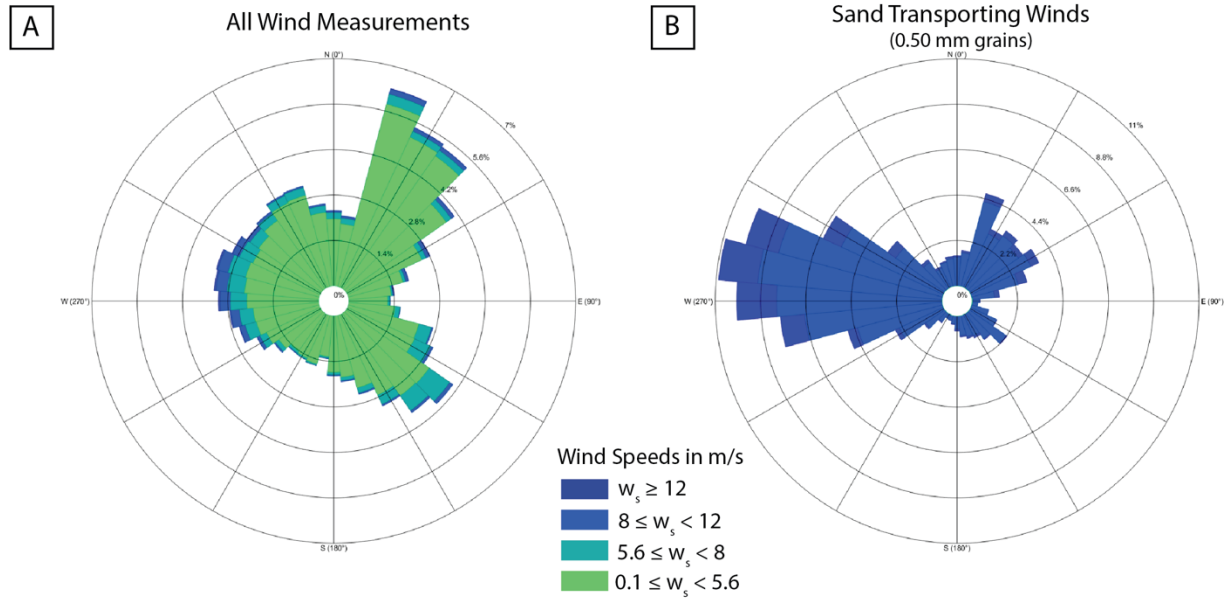 A
All Wind Measurements
N (0°)
7%
5.6%
4.2%
2.8%
1.4%
0%
W (270°)
E (90°)
S (180°)
B
Sand Transporting Winds
(0.50 mm grains)
N (0°)
11%
8.8%
6.6%
4.4%
2.2%
0%
W (270°)
E (90°)
S (180°)
Wind Speeds in m/s
wₛ ≥ 12
8 ≤ wₛ < 12
5.6 ≤ wₛ < 8
0.1 ≤ wₛ < 5.6